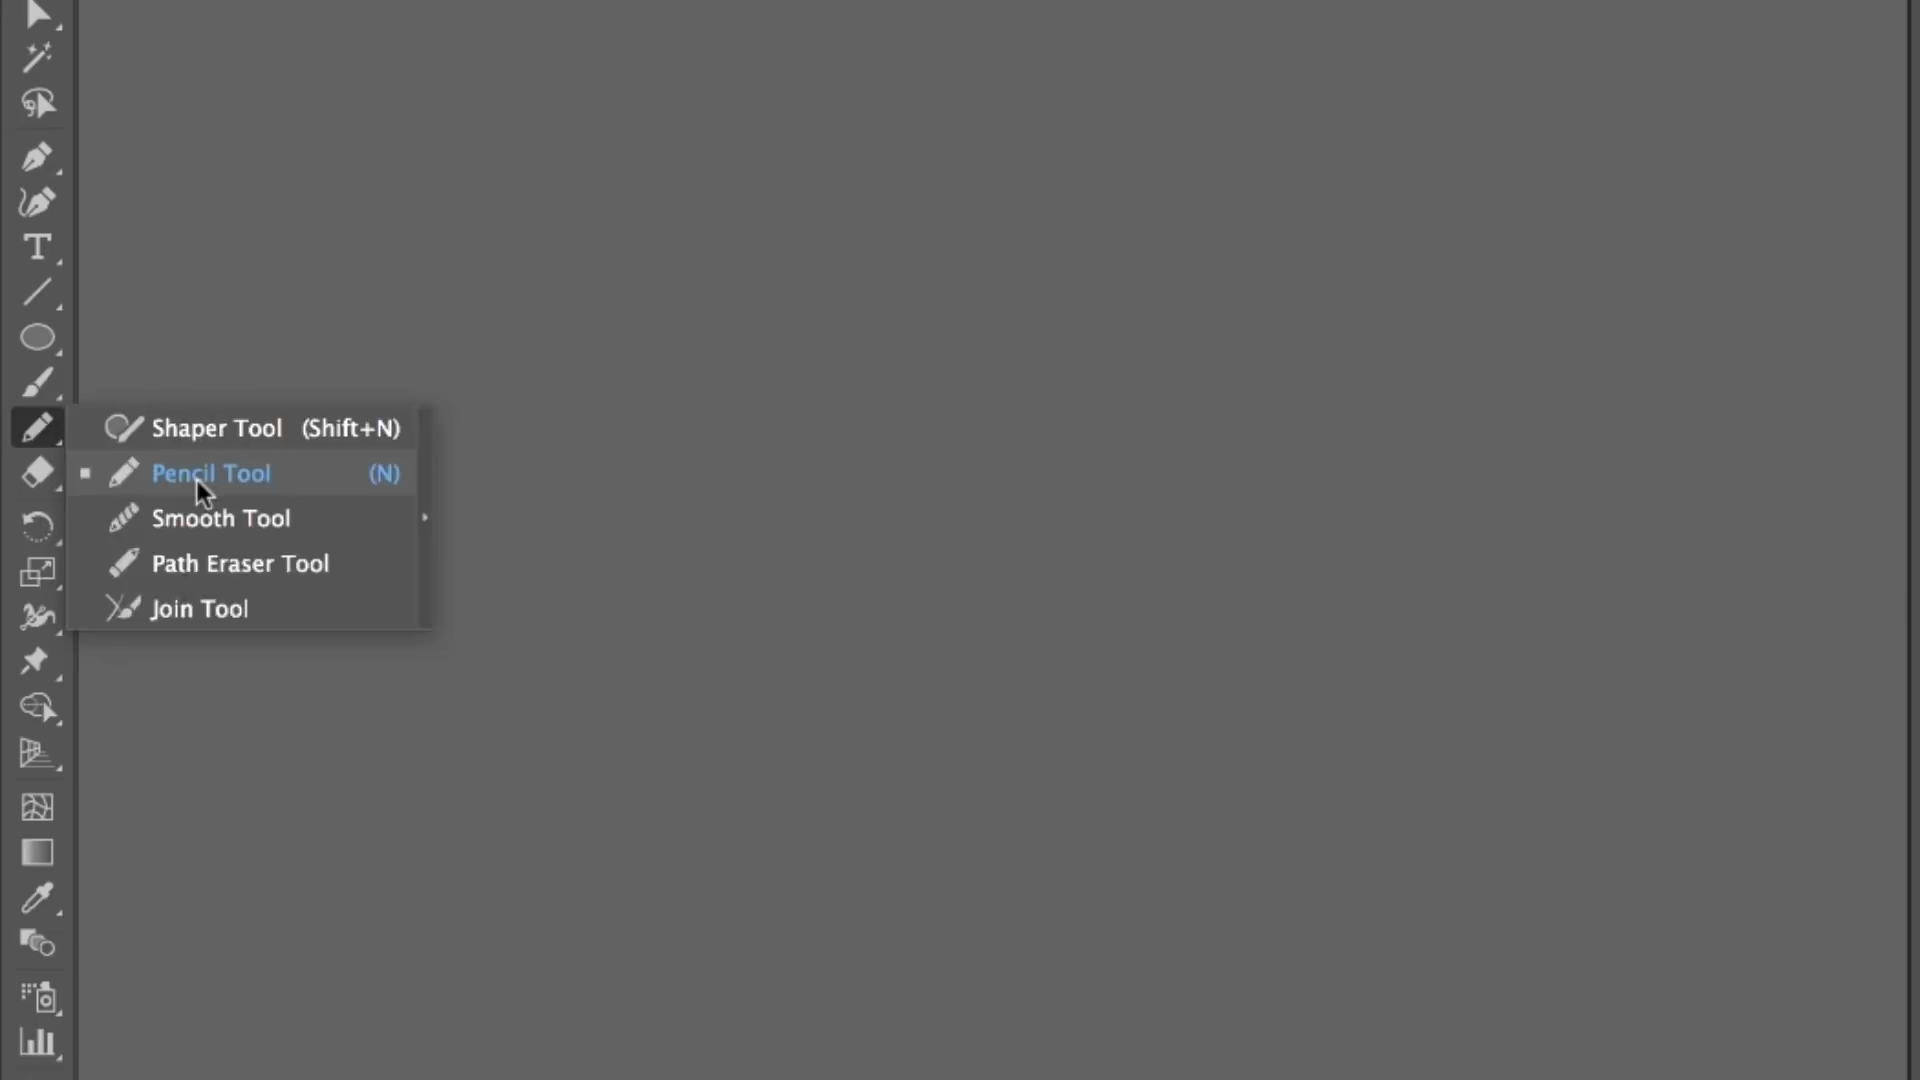 Shaper Tool (Shift+N)
Pencil Tool (N)
Smooth Tool
Path Eraser Tool
Join Tool